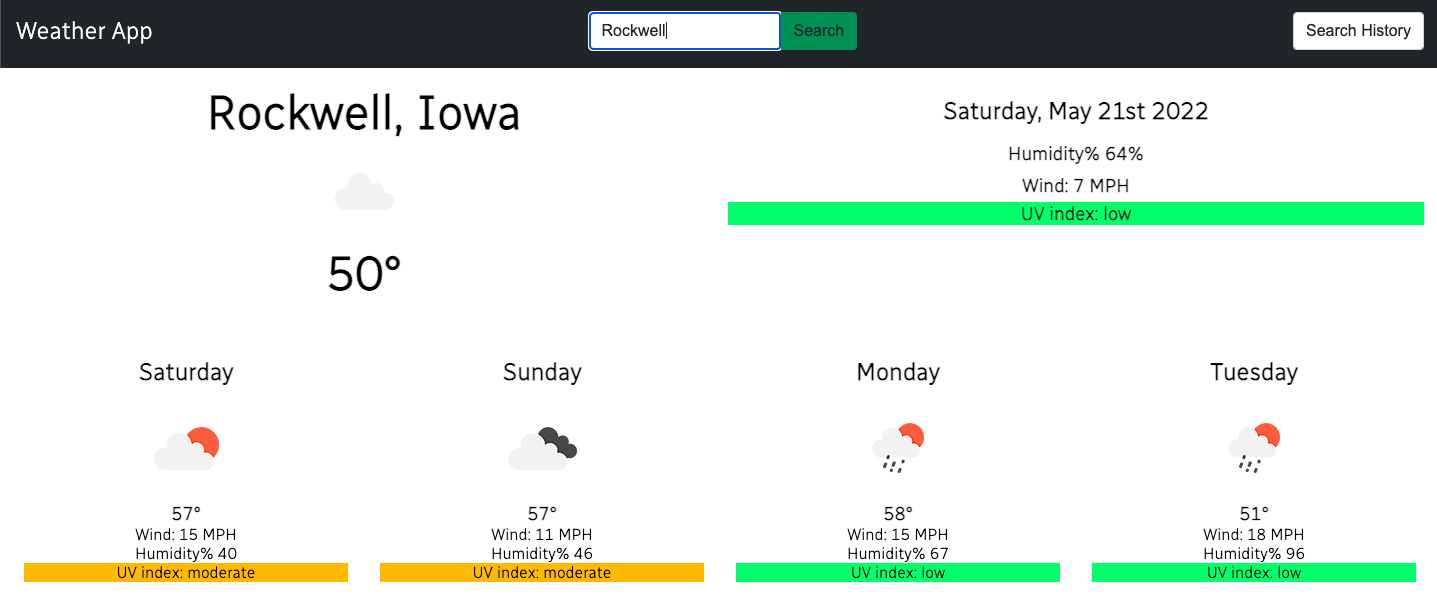 Weather App
Rockwell
Search
Search History
Rockwell, Iowa
50°
Saturday, May 21st 2022
Humidity% 64%
Wind: 7 MPH
UV index: low
Saturday
57°
Wind: 15 MPH
Humidity% 40
UV index: moderate
Sunday
57°
Wind: 11 MPH
Humidity% 46
UV index: moderate
Monday
58°
Wind: 15 MPH
Humidity% 67
UV index: low
Tuesday
51°
Wind: 18 MPH
Humidity% 96
UV index: low